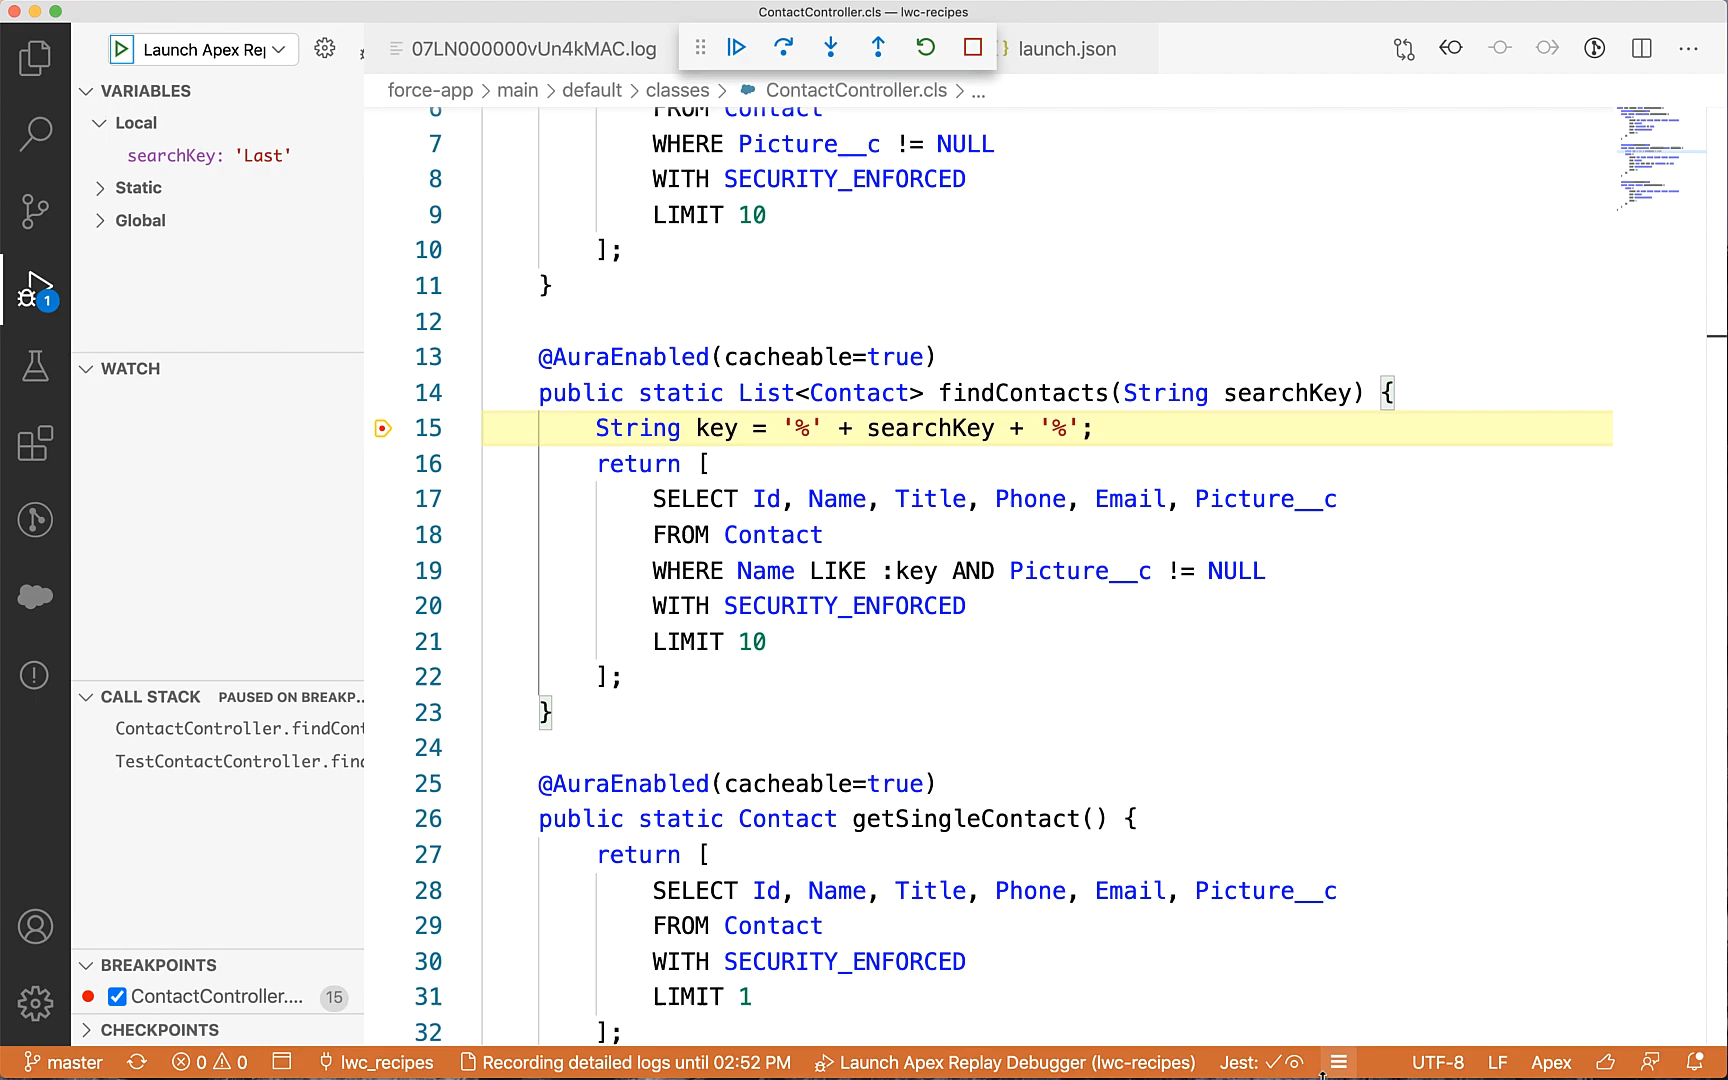 ContactController.cls — lwc-recipes
Launch Apex Rep
07LN000000vUn4kMAC.log
launch.json
force-app > main > default > classes > ContactController.cls > ...
VARIABLES
Local
searchKey: 'Last'
Static
Global
WATCH
CALL STACK PAUSED ON BREAKP...
ContactController.findCont
TestContactController.find
BREAKPOINTS
ContactController.... 15
CHECKPOINTS
6 FROM Contact
7 WHERE Picture__c != NULL
8 WITH SECURITY_ENFORCED
9 LIMIT 10
10 ];
11 }
12
13 @AuraEnabled(cacheable=true)
14 public static List<Contact> findContacts(String searchKey) {
15 String key = '%' + searchKey + '%';
16 return [
17 SELECT Id, Name, Title, Phone, Email, Picture__c
18 FROM Contact
19 WHERE Name LIKE :key AND Picture__c != NULL
20 WITH SECURITY_ENFORCED
21 LIMIT 10
22 ];
23 }
24
25 @AuraEnabled(cacheable=true)
26 public static Contact getSingleContact() {
27 return [
28 SELECT Id, Name, Title, Phone, Email, Picture__c
29 FROM Contact
30 WITH SECURITY_ENFORCED
31 LIMIT 1
32 ];
1
master 0 0 lwc_recipes Recording detailed logs until 02:52 PM Launch Apex Replay Debugger (lwc-recipes) Jest: UTF-8 LF Apex